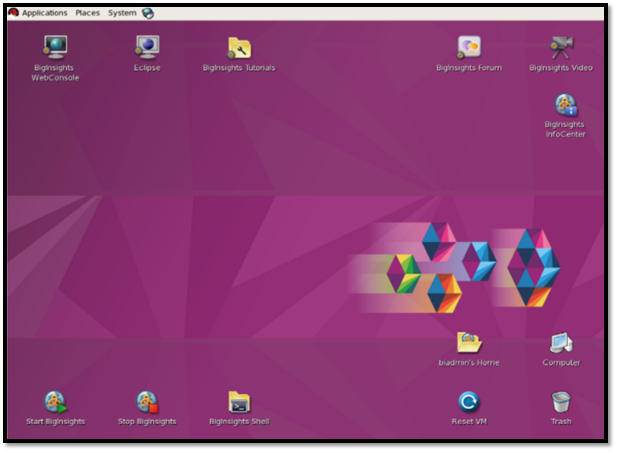 Applications Places System
BigInsights
WebConsole
Eclipse
BigInsights Tutorials
BigInsights Forum
BigInsights Video
BigInsights
InfoCenter
biadmin's Home
Computer
Start BigInsights
Stop BigInsights
BigInsights Shell
Reset VM
Trash